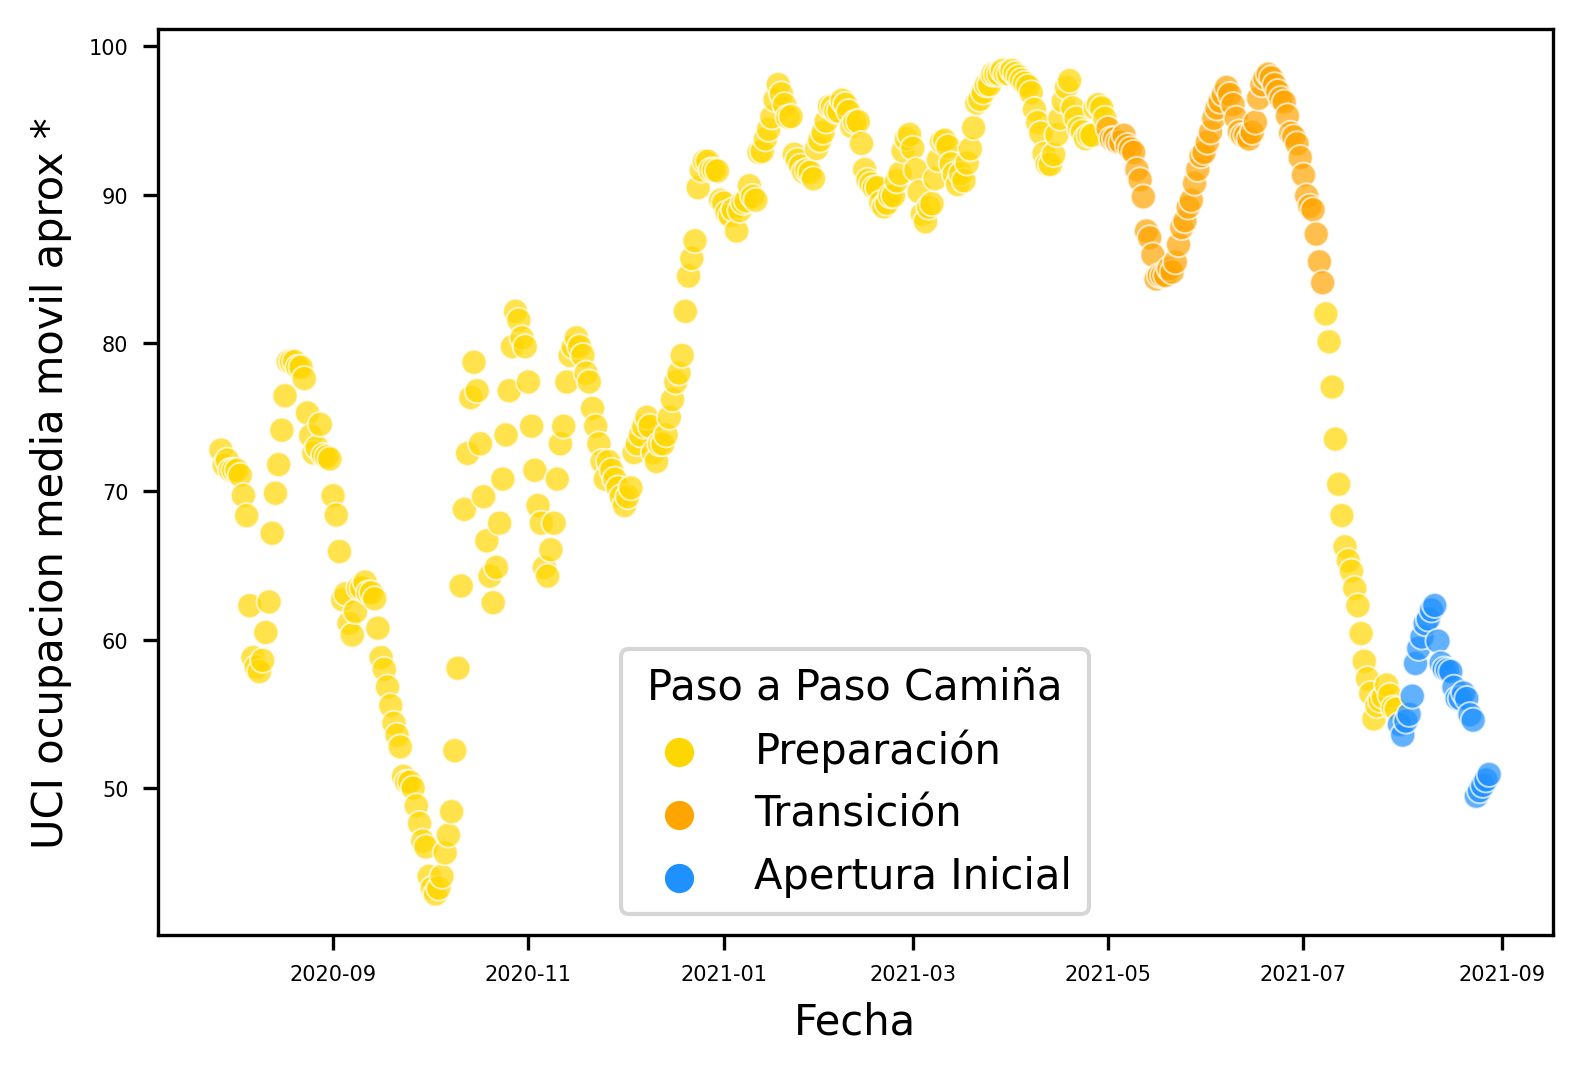 UCI ocupacion media movil aprox *
100
90
80
70
60
50
Paso a Paso Camiña
Preparación
Transición
Apertura Inicial
2020-09
2020-11
2021-01
2021-03
2021-05
2021-07
2021-09
Fecha